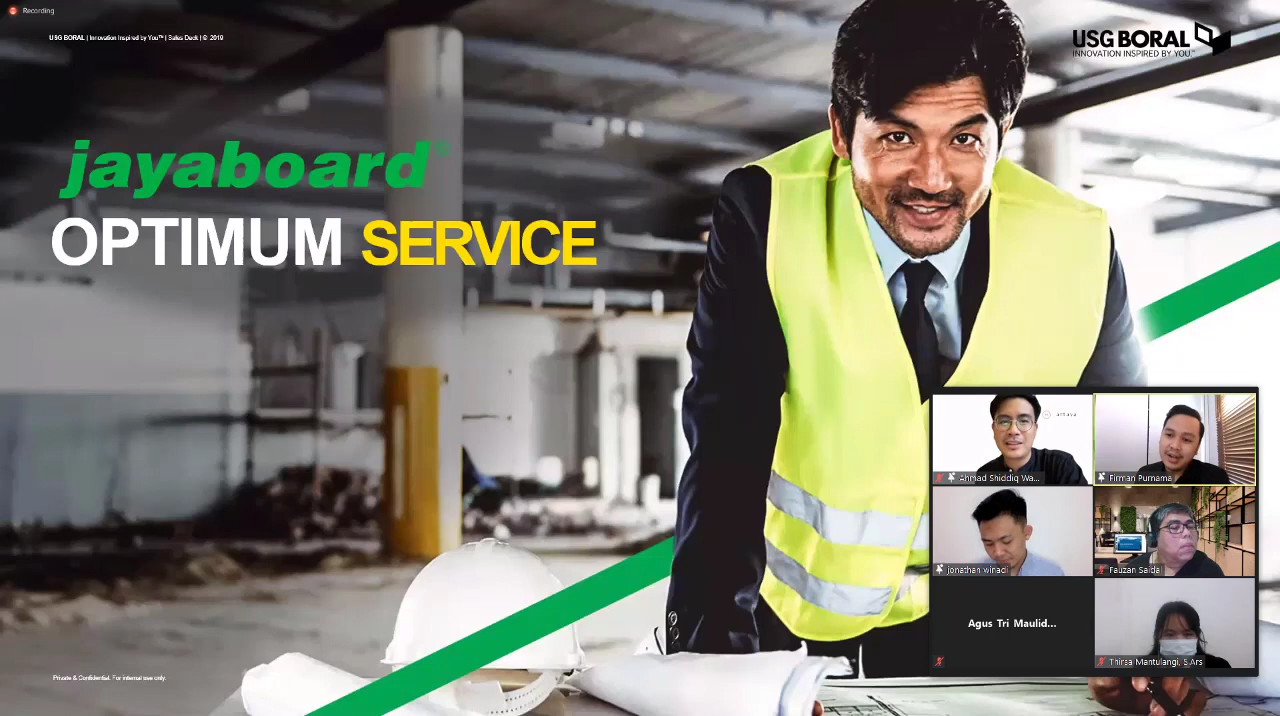 Recording
USG BORAL | Innovation Inspired by You™ | Sales Deck | © 2019
USG BORAL
INNOVATION INSPIRED BY YOU™
jayaboard®
OPTIMUM SERVICE
Ahmad Shiddiq Wa...
Firman Purnama
jonathan winadi
Fauzan Saida
Agus Tri Maulid...
Thirsa Mantulangi, S.Ars
Private & Confidential. For internal use only.